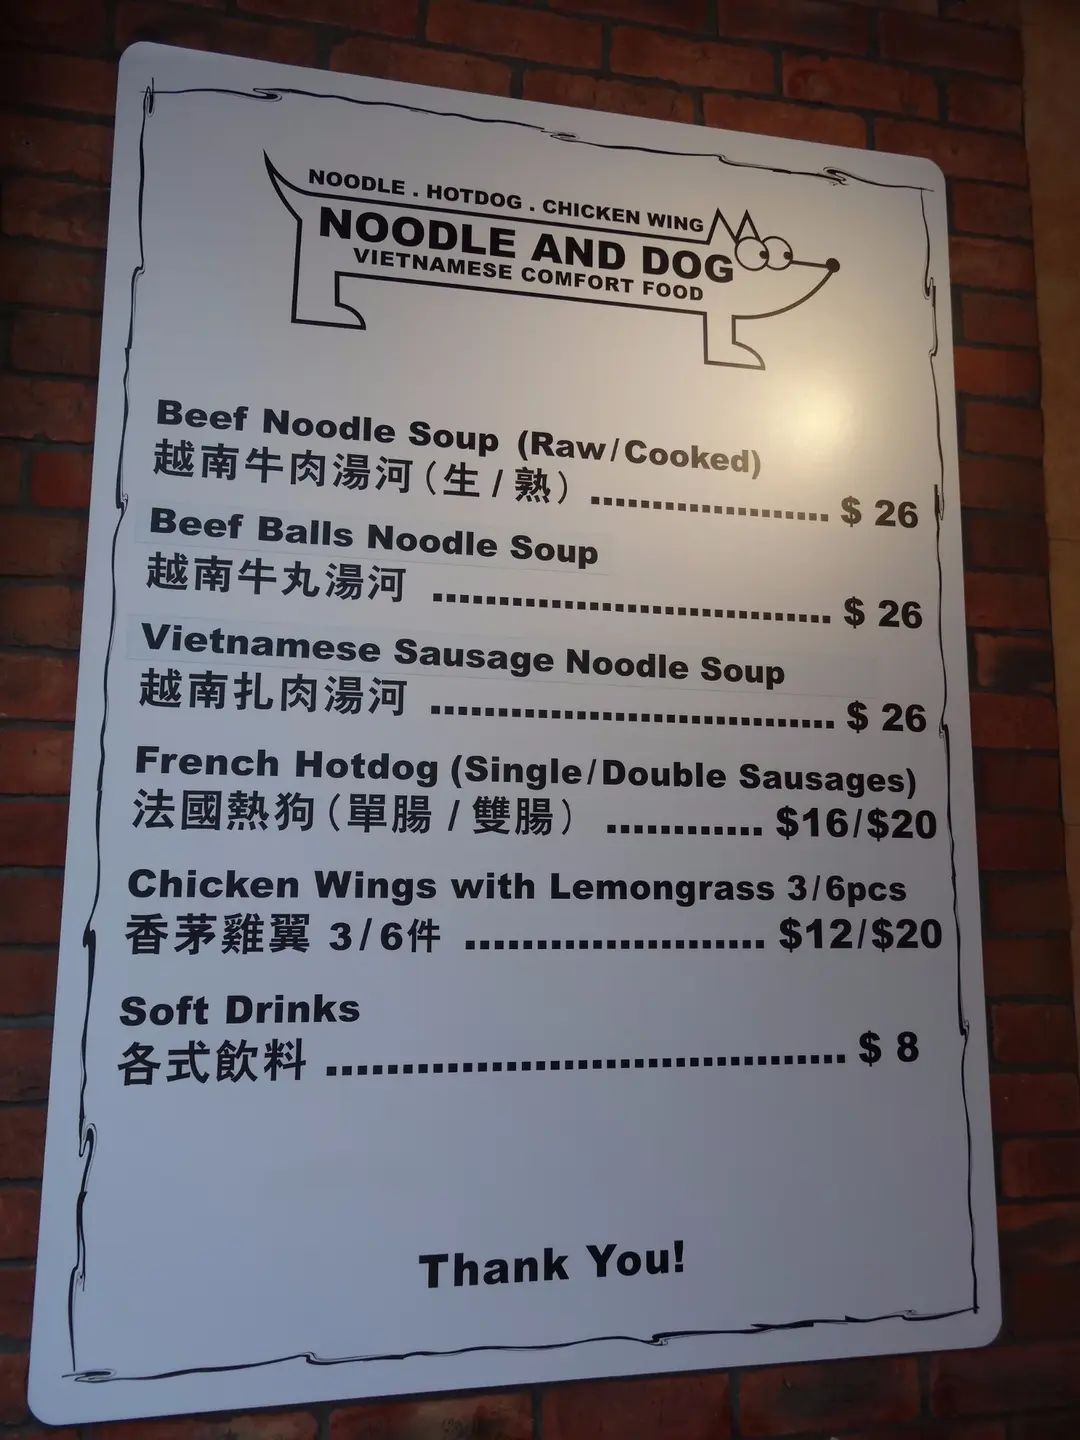 NOODLE . HOTDOG . CHICKEN WING
NOODLE AND DOG
VIETNAMESE COMFORT FOOD
Beef Noodle Soup (Raw/Cooked)
越南牛肉湯河（生/熟） ................... $ 26
Beef Balls Noodle Soup
越南牛丸湯河 ............................... $ 26
Vietnamese Sausage Noodle Soup
越南扎肉湯河 ............................... $ 26
French Hotdog (Single/Double Sausages)
法國熱狗（單腸 / 雙腸） ............ $16/$20
Chicken Wings with Lemongrass 3/6pcs
香茅雞翼 3/6件 ....................... $12/$20
Soft Drinks
各式飲料 ........................................ $ 8
Thank You!